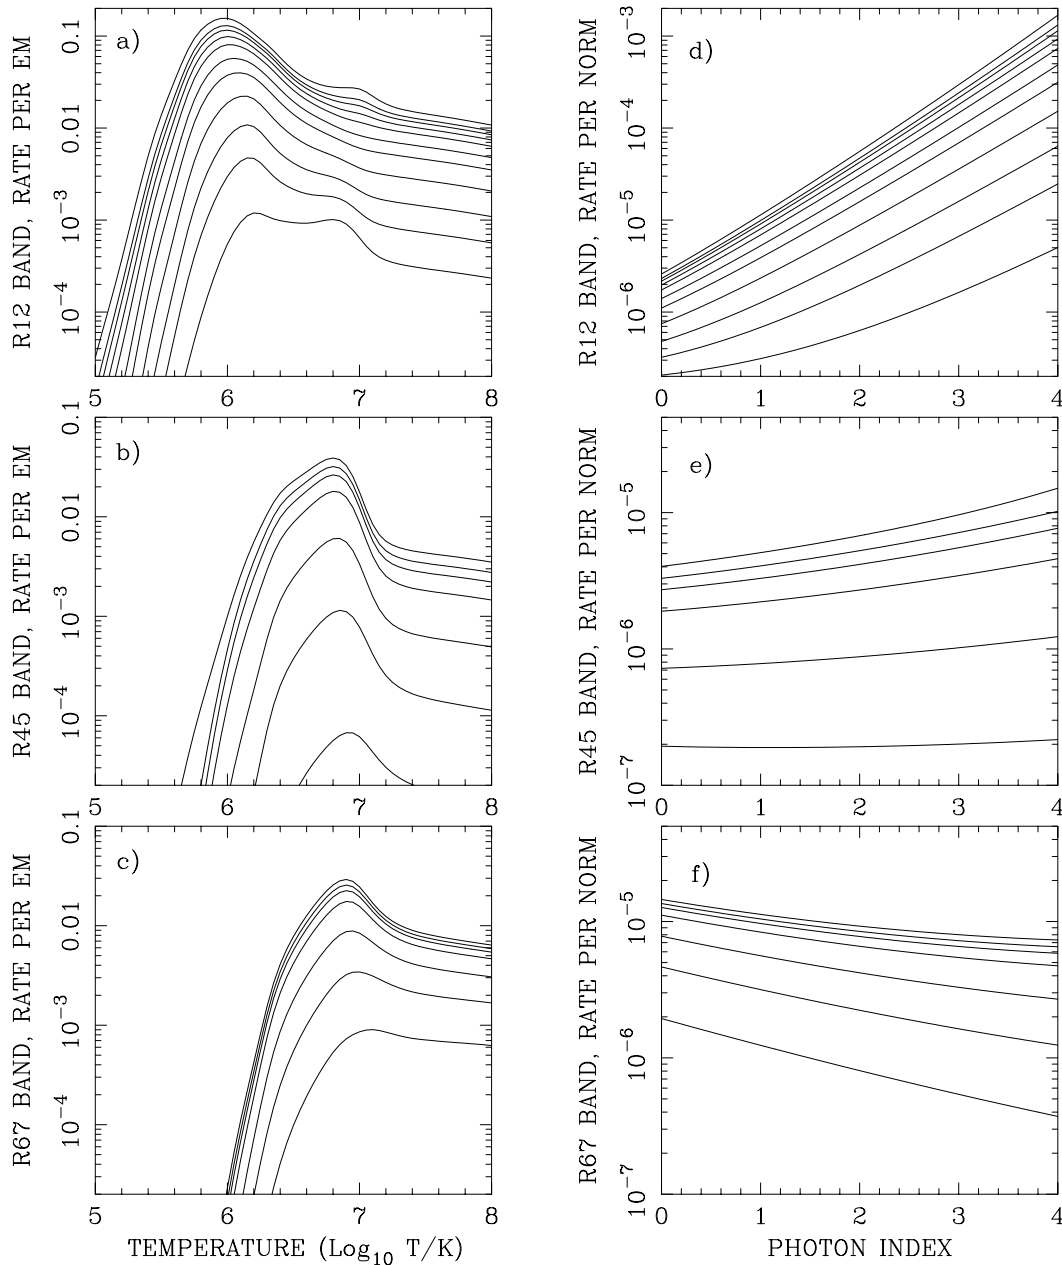 a)
R12 BAND, RATE PER EM
0.1
0.01
10^{-3}
10^{-4}
5 6 7 8
b)
R45 BAND, RATE PER EM
0.1
0.01
10^{-3}
10^{-4}
5 6 7 8
c)
R67 BAND, RATE PER EM
0.1
0.01
10^{-3}
10^{-4}
5 6 7 8
TEMPERATURE (Log_{10} T/K)
d)
R12 BAND, RATE PER NORM
10^{-3}
10^{-4}
10^{-5}
10^{-6}
0 1 2 3 4
e)
R45 BAND, RATE PER NORM
10^{-5}
10^{-6}
10^{-7}
0 1 2 3 4
f)
R67 BAND, RATE PER NORM
10^{-5}
10^{-6}
10^{-7}
0 1 2 3 4
PHOTON INDEX